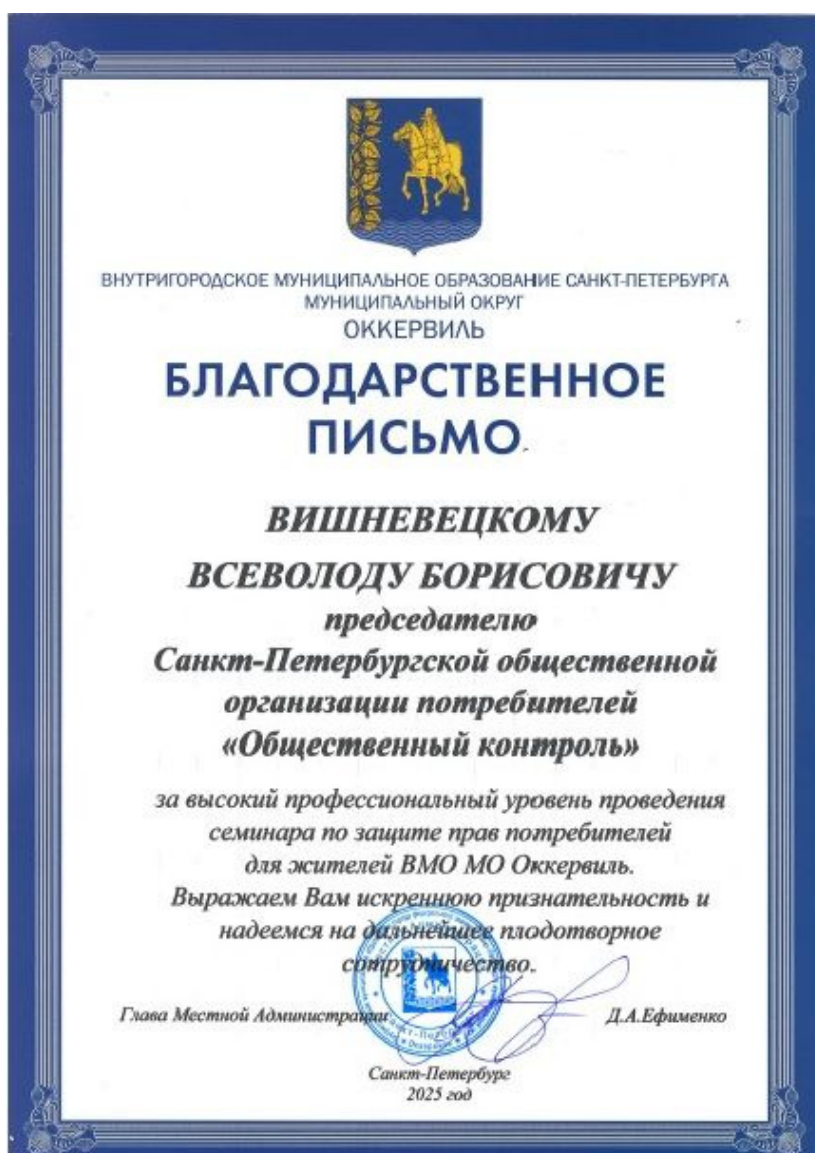 ВНУТРИГОРОДСКОЕ МУНИЦИПАЛЬНОЕ ОБРАЗОВАНИЕ САНКТ-ПЕТЕРБУРГА
МУНИЦИПАЛЬНЫЙ ОКРУГ
ОККЕРВИЛЬ
БЛАГОДАРСТВЕННОЕ
ПИСЬМО
ВИШНЕВЕЦКОМУ
ВСЕВОЛОДУ БОРИСОВИЧУ
председателю
Санкт-Петербургской общественной
организации потребителей
«Общественный контроль»
за высокий профессиональный уровень проведения
семинара по защите прав потребителей
для жителей ВМО МО Оккервиль.
Выражаем Вам искреннюю признательность и
надеемся на дальнейшее плодотворное
сотрудничество.
Глава Местной Администрации Д.А.Ефименко
Санкт-Петербург
2025 год